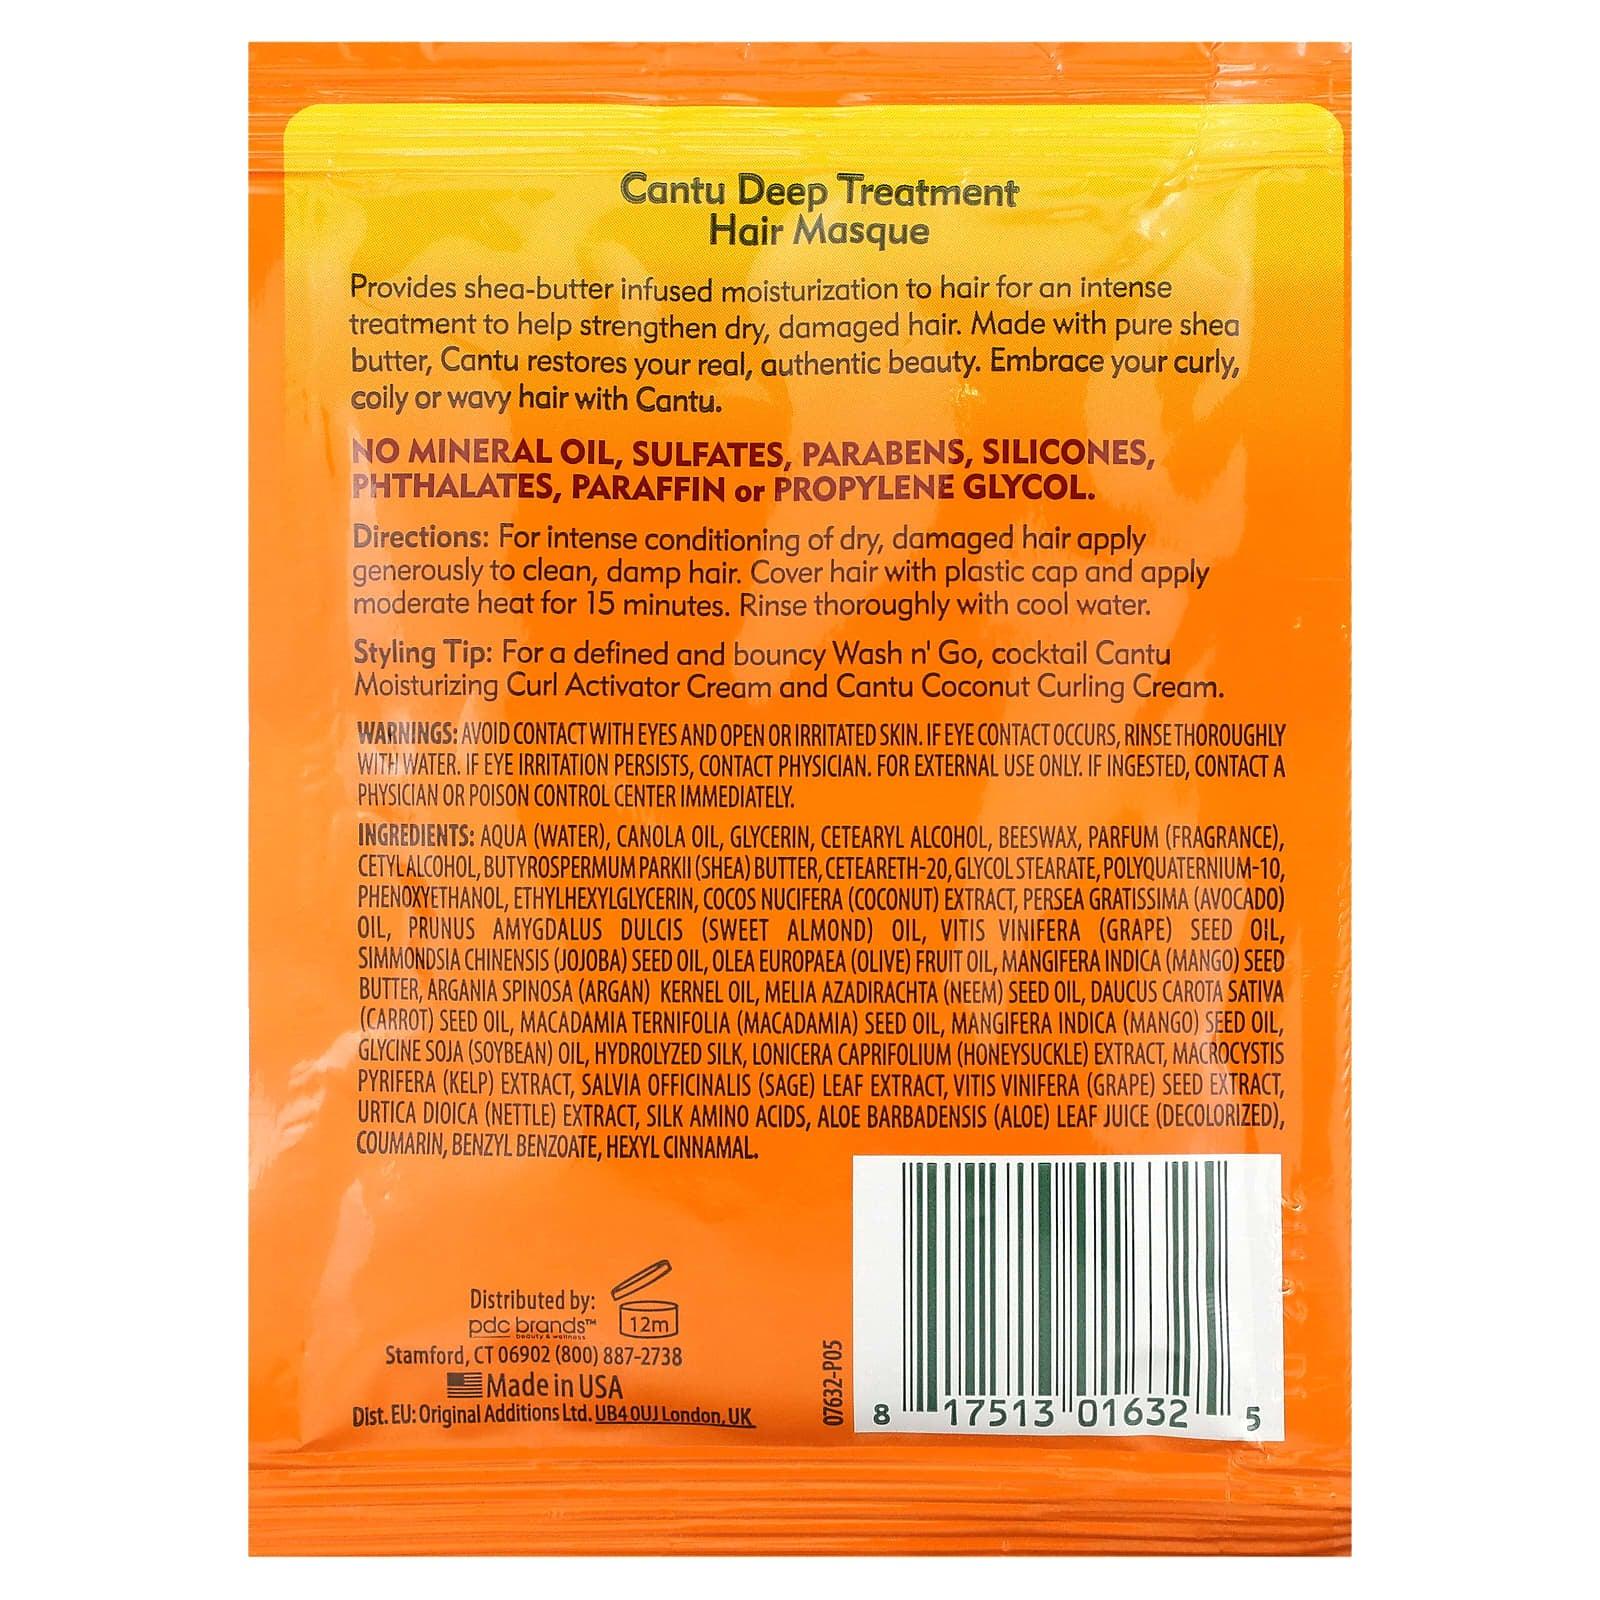 Cantu Deep Treatment
Hair Masque
Provides shea-butter infused moisturization to hair for an intense
treatment to help strengthen dry, damaged hair. Made with pure shea
butter, Cantu restores your real, authentic beauty. Embrace your curly,
coily or wavy hair with Cantu.
NO MINERAL OIL, SULFATES, PARABENS, SILICONES,
PHTHALATES, PARAFFIN or PROPYLENE GLYCOL.
Directions: For intense conditioning of dry, damaged hair apply
generously to clean, damp hair. Cover hair with plastic cap and apply
moderate heat for 15 minutes. Rinse thoroughly with cool water.
Styling Tip: For a defined and bouncy Wash n' Go, cocktail Cantu
Moisturizing Curl Activator Cream and Cantu Coconut Curling Cream.
WARNINGS: AVOID CONTACT WITH EYES AND OPEN OR IRRITATED SKIN. IF EYE CONTACT OCCURS, RINSE THOROUGHLY
WITH WATER. IF EYE IRRITATION PERSISTS, CONTACT PHYSICIAN. FOR EXTERNAL USE ONLY. IF INGESTED, CONTACT A
PHYSICIAN OR POISON CONTROL CENTER IMMEDIATELY.
INGREDIENTS: AQUA (WATER), CANOLA OIL, GLYCERIN, CETEARYL ALCOHOL, BEESWAX, PARFUM (FRAGRANCE),
CETYL ALCOHOL, BUTYROSPERMUM PARKII (SHEA) BUTTER, CETEARETH-20, GLYCOL STEARATE, POLYQUATERNIUM-10,
PHENOXYETHANOL, ETHYLHEXYLGLYCERIN, COCOS NUCIFERA (COCONUT) EXTRACT, PERSEA GRATISSIMA (AVOCADO)
OIL, PRUNUS AMYGDALUS DULCIS (SWEET ALMOND) OIL, VITIS VINIFERA (GRAPE) SEED OIL,
SIMMONDSIA CHINENSIS (JOJOBA) SEED OIL, OLEA EUROPAEA (OLIVE) FRUIT OIL, MANGIFERA INDICA (MANGO) SEED
BUTTER, ARGANIA SPINOSA (ARGAN) KERNEL OIL, MELIA AZADIRACHTA (NEEM) SEED OIL, DAUCUS CAROTA SATIVA
(CARROT) SEED OIL, MACADAMIA TERNIFOLIA (MACADAMIA) SEED OIL, MANGIFERA INDICA (MANGO) SEED OIL,
GLYCINE SOJA (SOYBEAN) OIL, HYDROLYZED SILK, LONICERA CAPRIFOLIUM (HONEYSUCKLE) EXTRACT, MACROCYSTIS
PYRIFERA (KELP) EXTRACT, SALVIA OFFICINALIS (SAGE) LEAF EXTRACT, VITIS VINIFERA (GRAPE) SEED EXTRACT,
URTICA DIOICA (NETTLE) EXTRACT, SILK AMINO ACIDS, ALOE BARBADENSIS (ALOE) LEAF JUICE (DECOLORIZED),
COUMARIN, BENZYL BENZOATE, HEXYL CINNAMAL.
Distributed by:
pdc brands™
beauty & wellness
12m
Stamford, CT 06902 (800) 887-2738
Made in USA
Dist. EU: Original Additions Ltd. UB4 0UJ London, UK
07632-P05
8 17513 01632 5